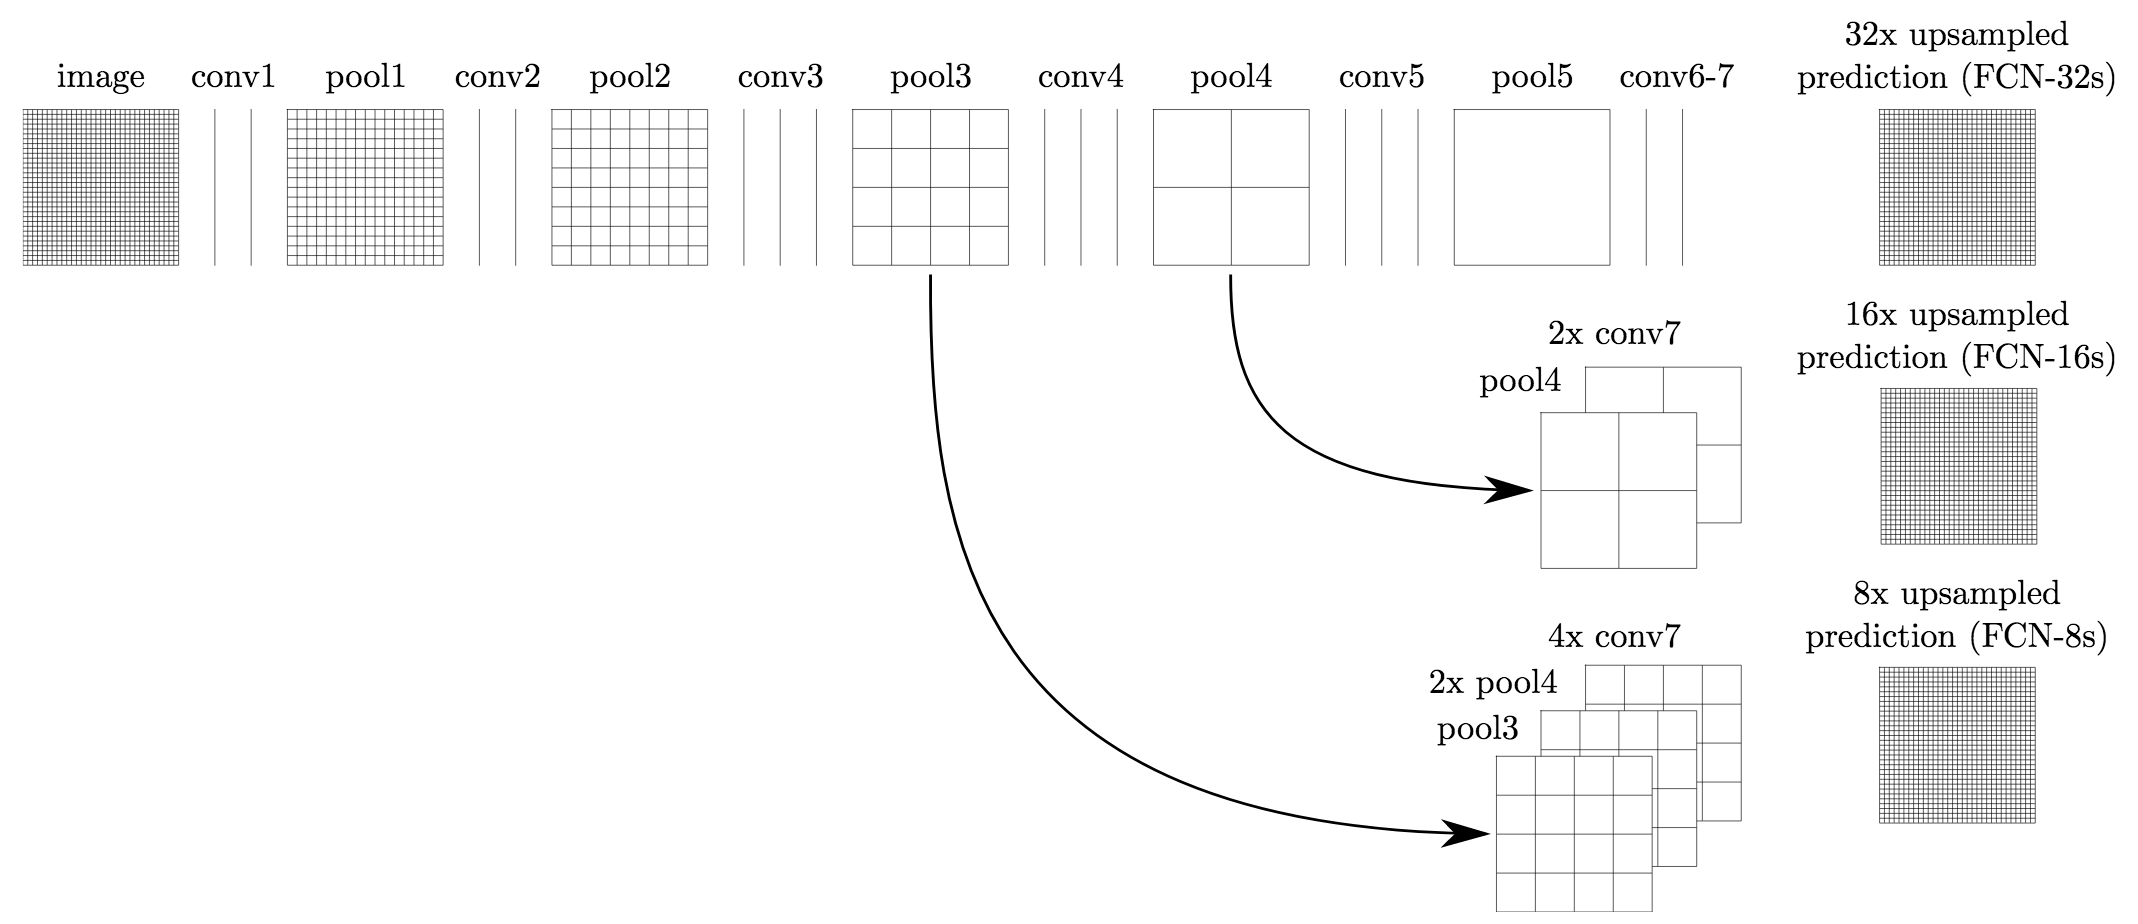 image
conv1
pool1
conv2
pool2
conv3
pool3
conv4
pool4
conv5
pool5
conv6-7
32x upsampled
prediction (FCN-32s)
2x conv7
pool4
16x upsampled
prediction (FCN-16s)
4x conv7
2x pool4
pool3
8x upsampled
prediction (FCN-8s)